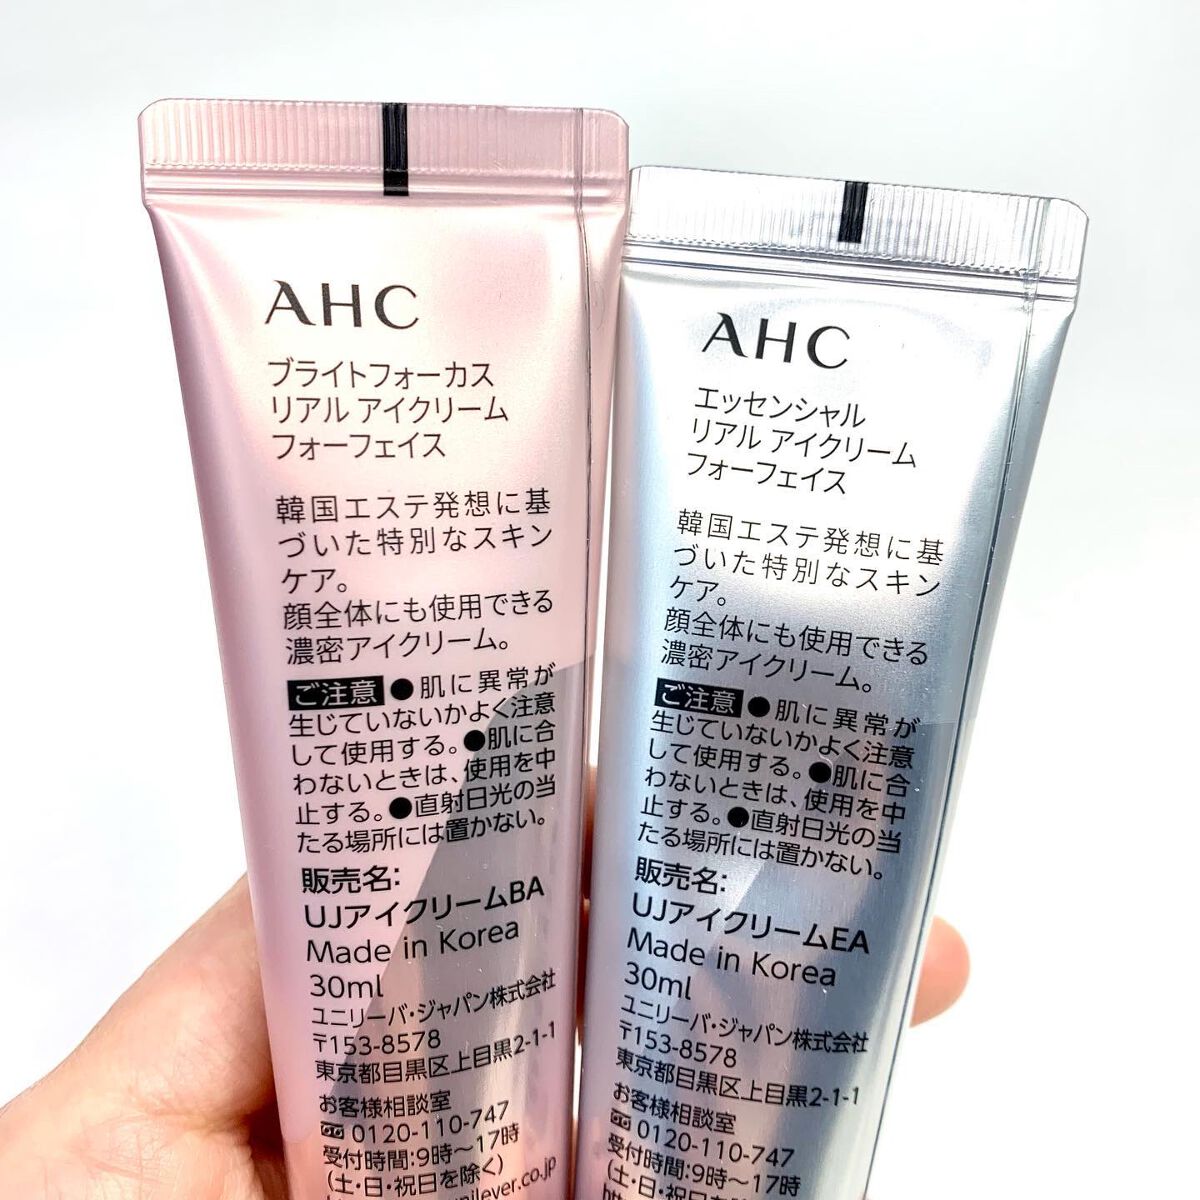 AHC
ブライトフォーカス
リアル アイクリーム
フォーフェイス
韓国エステ発想に基
づいた特別なスキン
ケア。
顔全体にも使用できる
濃密アイクリーム。
ご注意 ●肌に異常が
生じていないかよく注意
して使用する。●肌に合
わないときは、使用を中
止する。●直射日光の当
たる場所には置かない。
販売名:
UJアイクリームBA
Made in Korea
30ml
ユニリーバ・ジャパン株式会社
〒153-8578
東京都目黒区上目黒2-1-1
お客様相談室
0120-110-747
受付時間:9時〜17時
(土・日・祝日を除く)
nilever.co.jp
AHC
エッセンシャル
リアル アイクリーム
フォーフェイス
韓国エステ発想に基
づいた特別なスキン
ケア。
顔全体にも使用できる
濃密アイクリーム。
ご注意 ●肌に異常が
生じていないかよく注意
して使用する。●肌に合
わないときは、使用を中
止する。●直射日光の当
たる場所には置かない。
販売名:
UJアイクリームEA
Made in Korea
30ml
ユニリーバ・ジャパン株式会社
〒153-8578
東京都目黒区上目黒2-1-1
お客様相談室
0120-110-747
受付時間:9時〜17時
(土・日・祝日を除く)